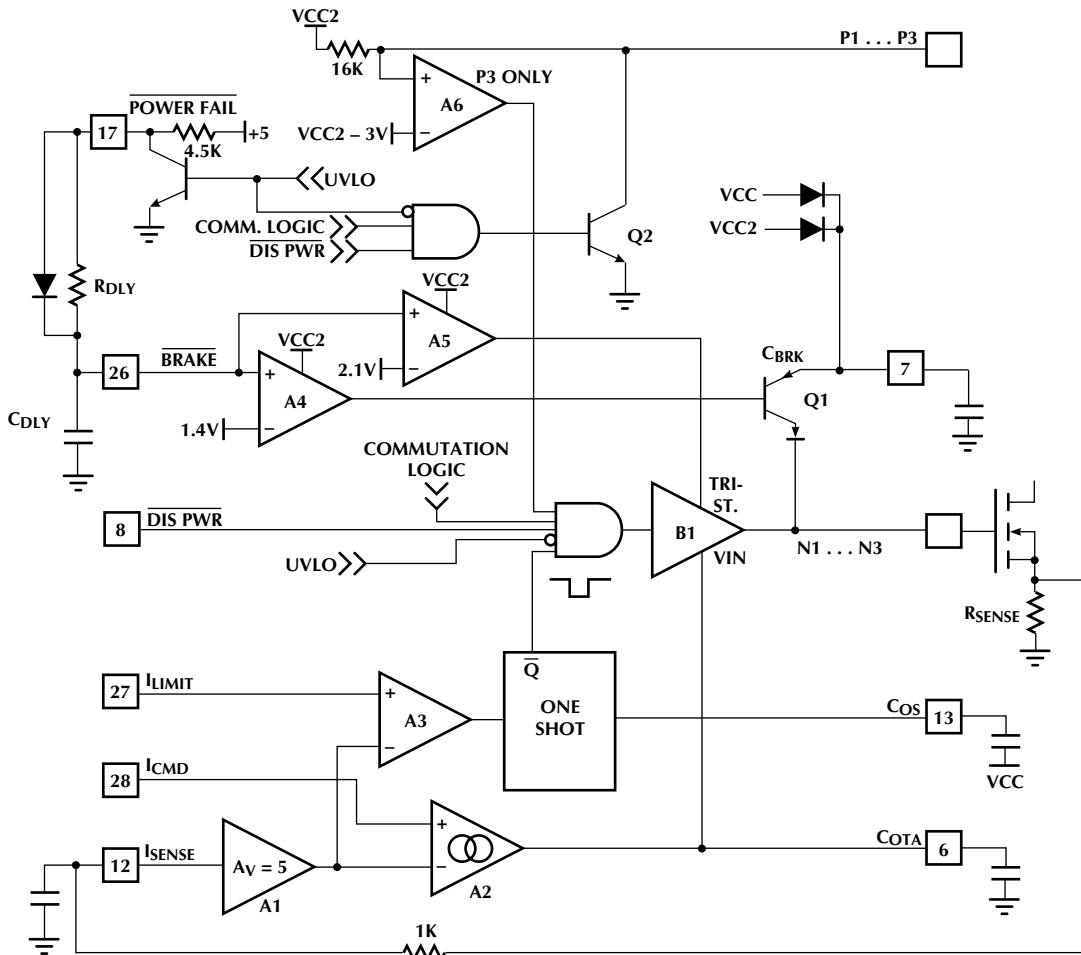 VCC2
P1 . . . P3
16K
P3 ONLY
A6
POWER FAIL
17
+5
4.5K
VCC2 – 3V
UVLO
COMM. LOGIC
DIS PWR
Q2
VCC
VCC2
RDLY
VCC2
A5
2.1V
VCC2
26
BRAKE
A4
1.4V
CDLY
CBRK
7
Q1
COMMUTATION
LOGIC
TRI-
ST.
8
DIS PWR
B1
VIN
N1 . . . N3
UVLO
RSENSE
Q
ONE
SHOT
27
ILIMIT
A3
COS
13
VCC
28
ICMD
12
ISENSE
AV = 5
A1
A2
COTA
6
1K